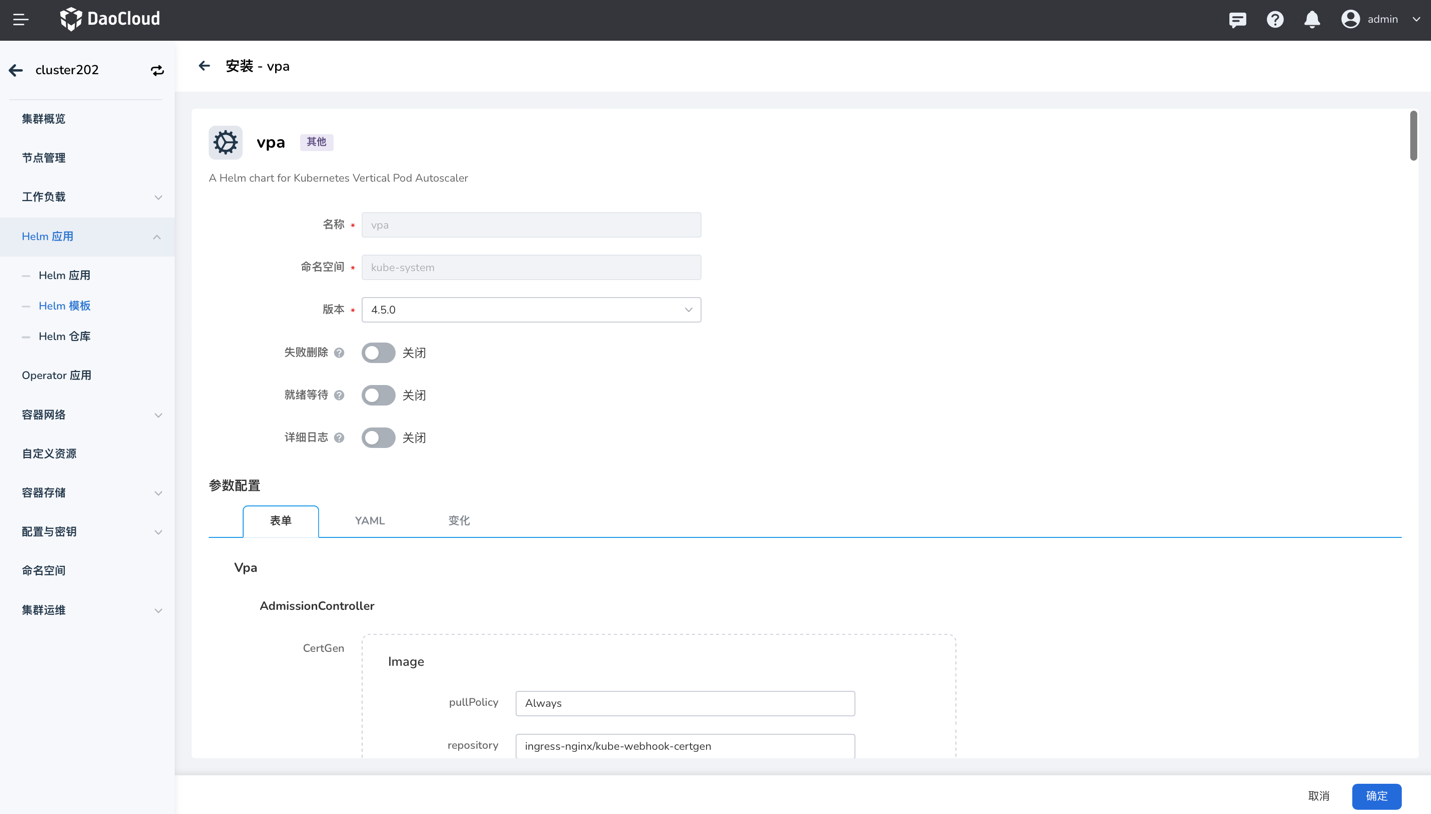 DaoCloud
admin
cluster202
集群概览
节点管理
工作负载
Helm 应用
Helm 应用
Helm 模板
Helm 仓库
Operator 应用
容器网络
自定义资源
容器存储
配置与密钥
命名空间
集群运维
安装 - vpa
vpa 其他
A Helm chart for Kubernetes Vertical Pod Autoscaler
名称 • vpa
命名空间 • kube-system
版本 • 4.5.0
失败删除 ? 关闭
就绪等待 ? 关闭
详细日志 ? 关闭
参数配置
表单 YAML 变化
Vpa
AdmissionController
CertGen
Image
pullPolicy Always
repository ingress-nginx/kube-webhook-certgen
取消 确定